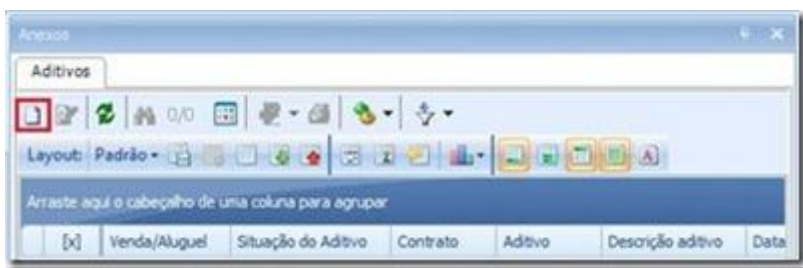 Anexos
Aditivos
0/0
Layout: Padrão
Arraste aqui o cabeçalho de uma coluna para agrupar
[x] Venda/Aluguel Situação do Aditivo Contrato Aditivo Descrição aditivo Data